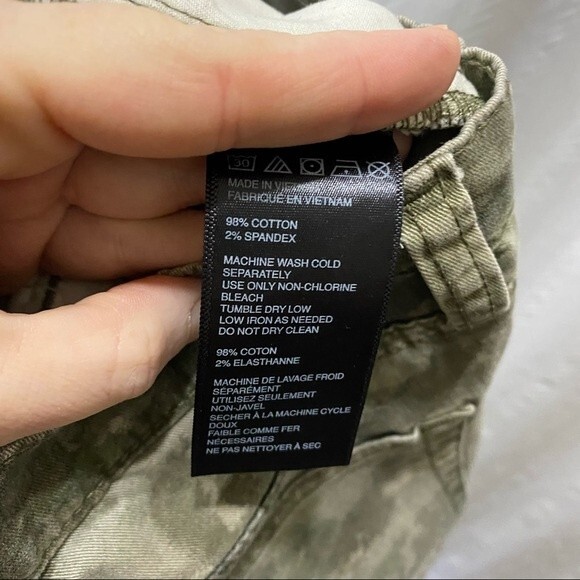 30
MADE IN VIETNAM
FABRIQUE EN VIETNAM
98% COTTON
2% SPANDEX
MACHINE WASH COLD
SEPARATELY
USE ONLY NON-CHLORINE
BLEACH
TUMBLE DRY LOW
LOW IRON AS NEEDED
DO NOT DRY CLEAN
98% COTON
2% ELASTHANNE
MACHINE DE LAVAGE FROID
SÉPARÉMENT
UTILISEZ SEULEMENT
NON-JAVEL
SECHER À LA MACHINE CYCLE
DOUX
FAIBLE COMME FER
NÉCESSAIRES
NE PAS NETTOYER À SEC